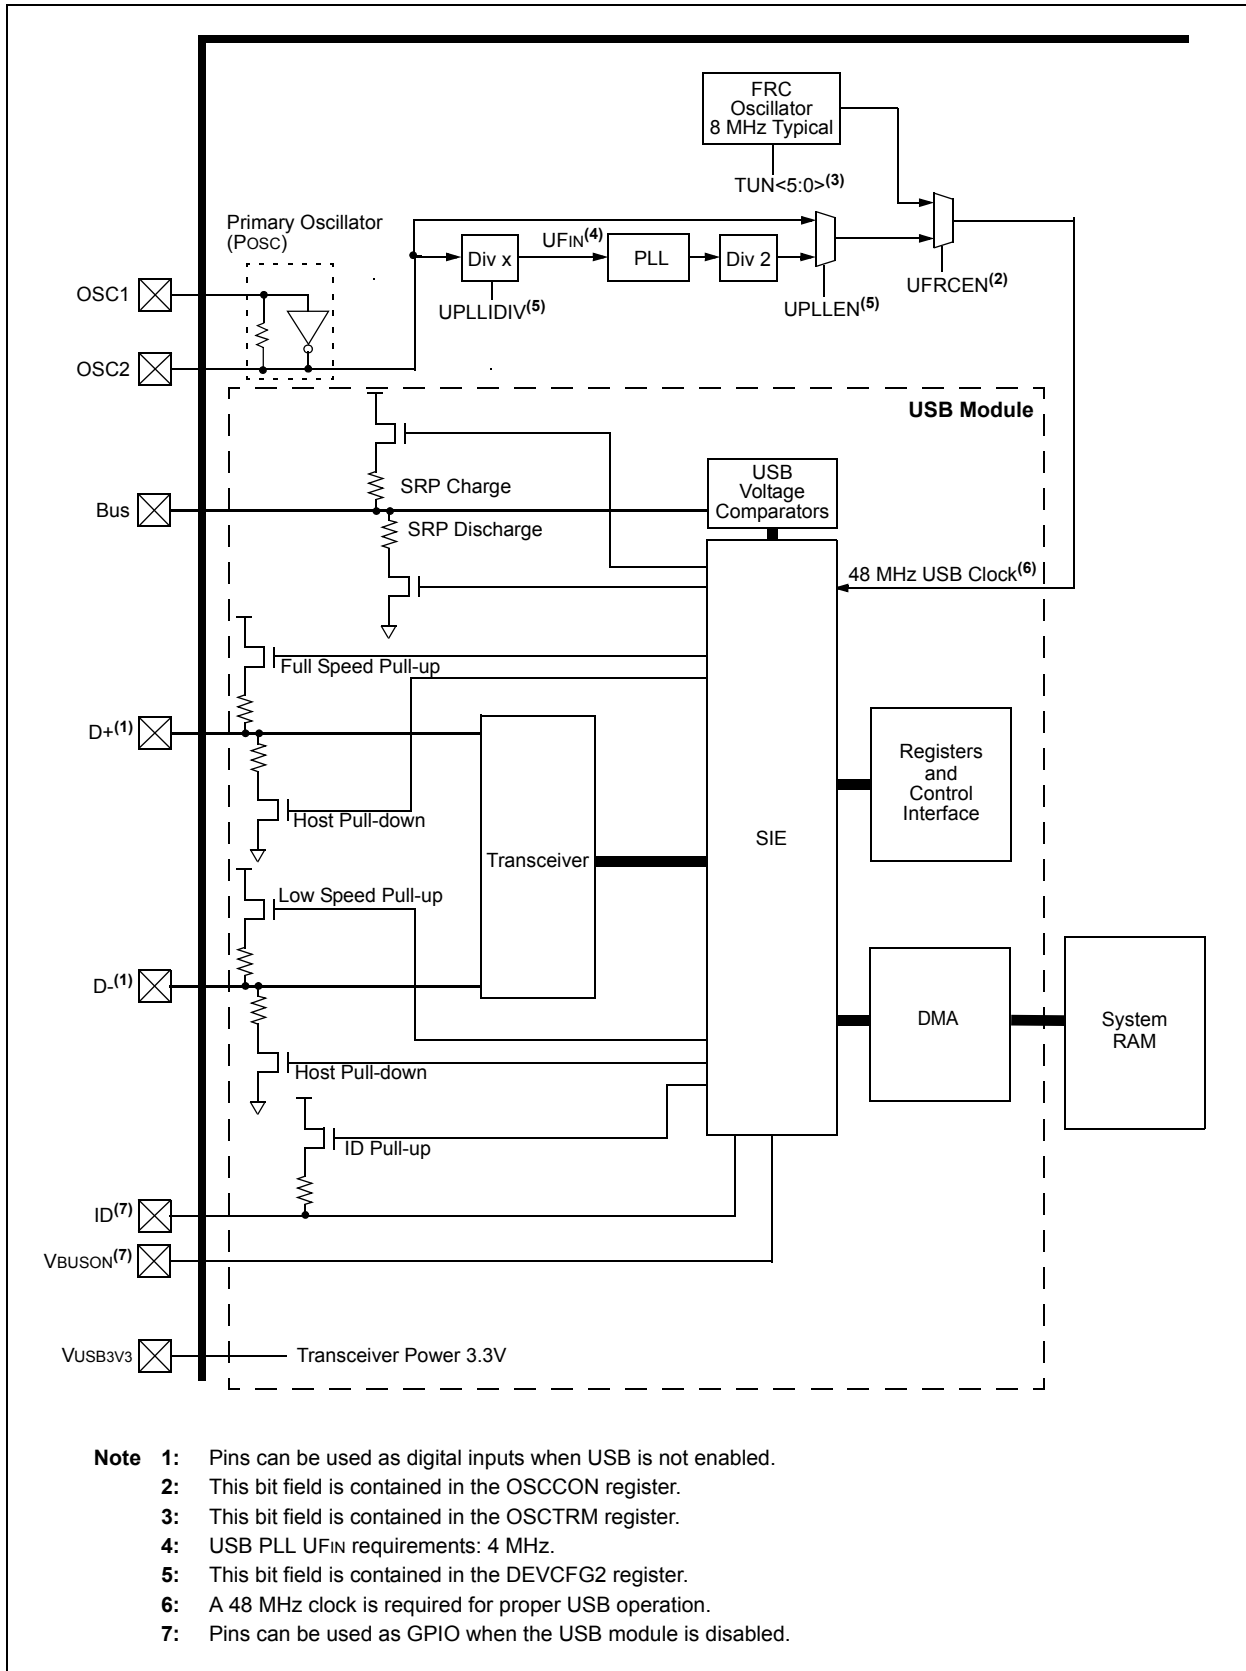 FRC
Oscillator
8 MHz Typical
TUN<5:0>(3)
Primary Oscillator
(POSC)
UFIN(4)
Div x
PLL
Div 2
UPLLIDIV(5)
UPLLEN(5)
UFRCEN(2)
OSC1
OSC2
USB Module
USB
Voltage
Comparators
SRP Charge
Bus
SRP Discharge
48 MHz USB Clock(6)
Full Speed Pull-up
D+(1)
Registers
and
Control
Interface
Host Pull-down
SIE
Transceiver
Low Speed Pull-up
D-(1)
DMA
System
RAM
Host Pull-down
ID Pull-up
ID(7)
VBUSON(7)
VUSB3V3
Transceiver Power 3.3V
Note 1: Pins can be used as digital inputs when USB is not enabled.
2: This bit field is contained in the OSCCON register.
3: This bit field is contained in the OSCTRM register.
4: USB PLL UFIN requirements: 4 MHz.
5: This bit field is contained in the DEVCFG2 register.
6: A 48 MHz clock is required for proper USB operation.
7: Pins can be used as GPIO when the USB module is disabled.